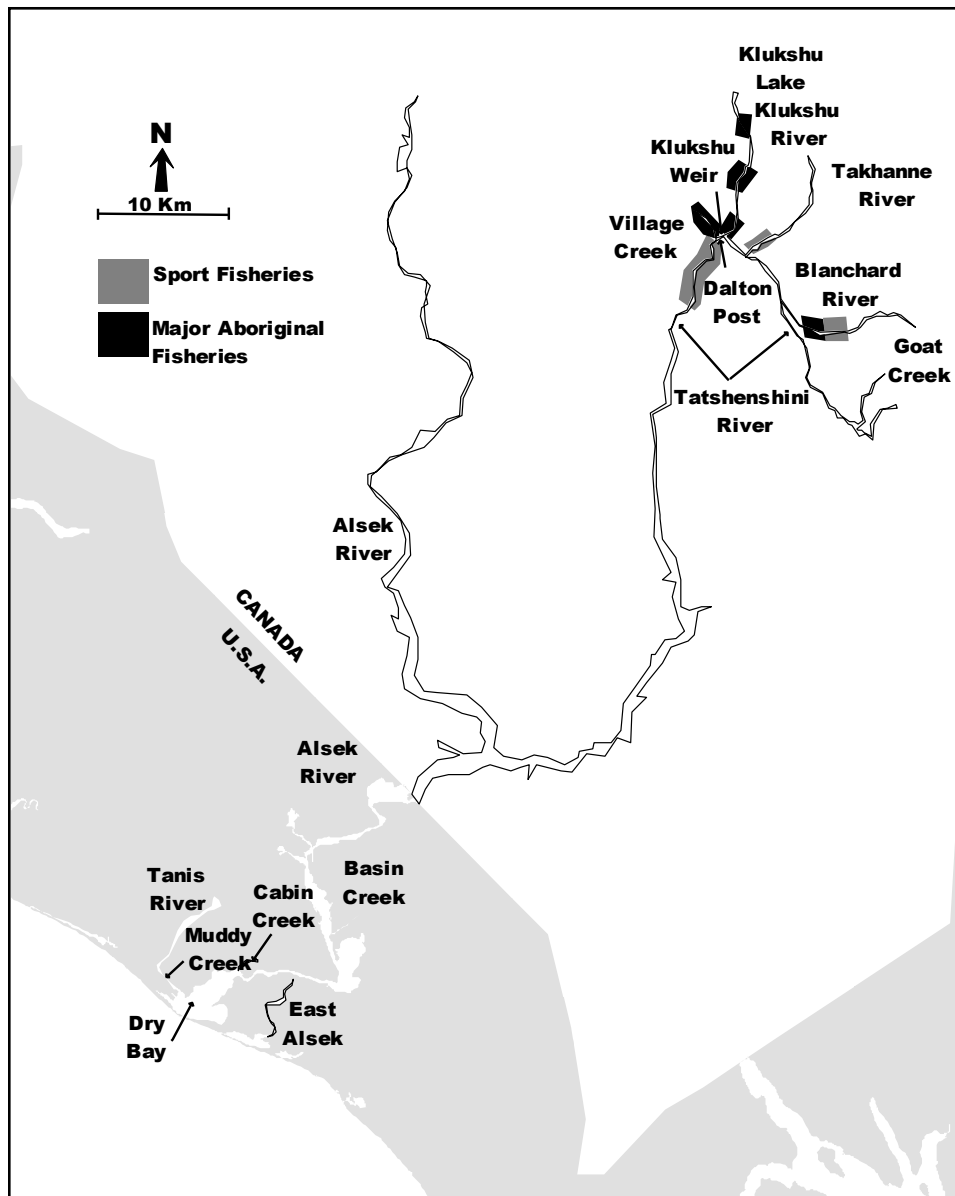 Klukshu
Lake
Klukshu
River
N
Klukshu
Weir
Takhanne
River
10 Km
Village
Creek
Sport Fisheries
Blanchard
River
Dalton
Post
Major Aboriginal
Fisheries
Goat
Creek
Tatshenshini
River
Alsek
River
CANADA
U.S.A.
Alsek
River
Basin
Creek
Tanis
River
Cabin
Creek
Muddy
Creek
East
Alsek
Dry
Bay